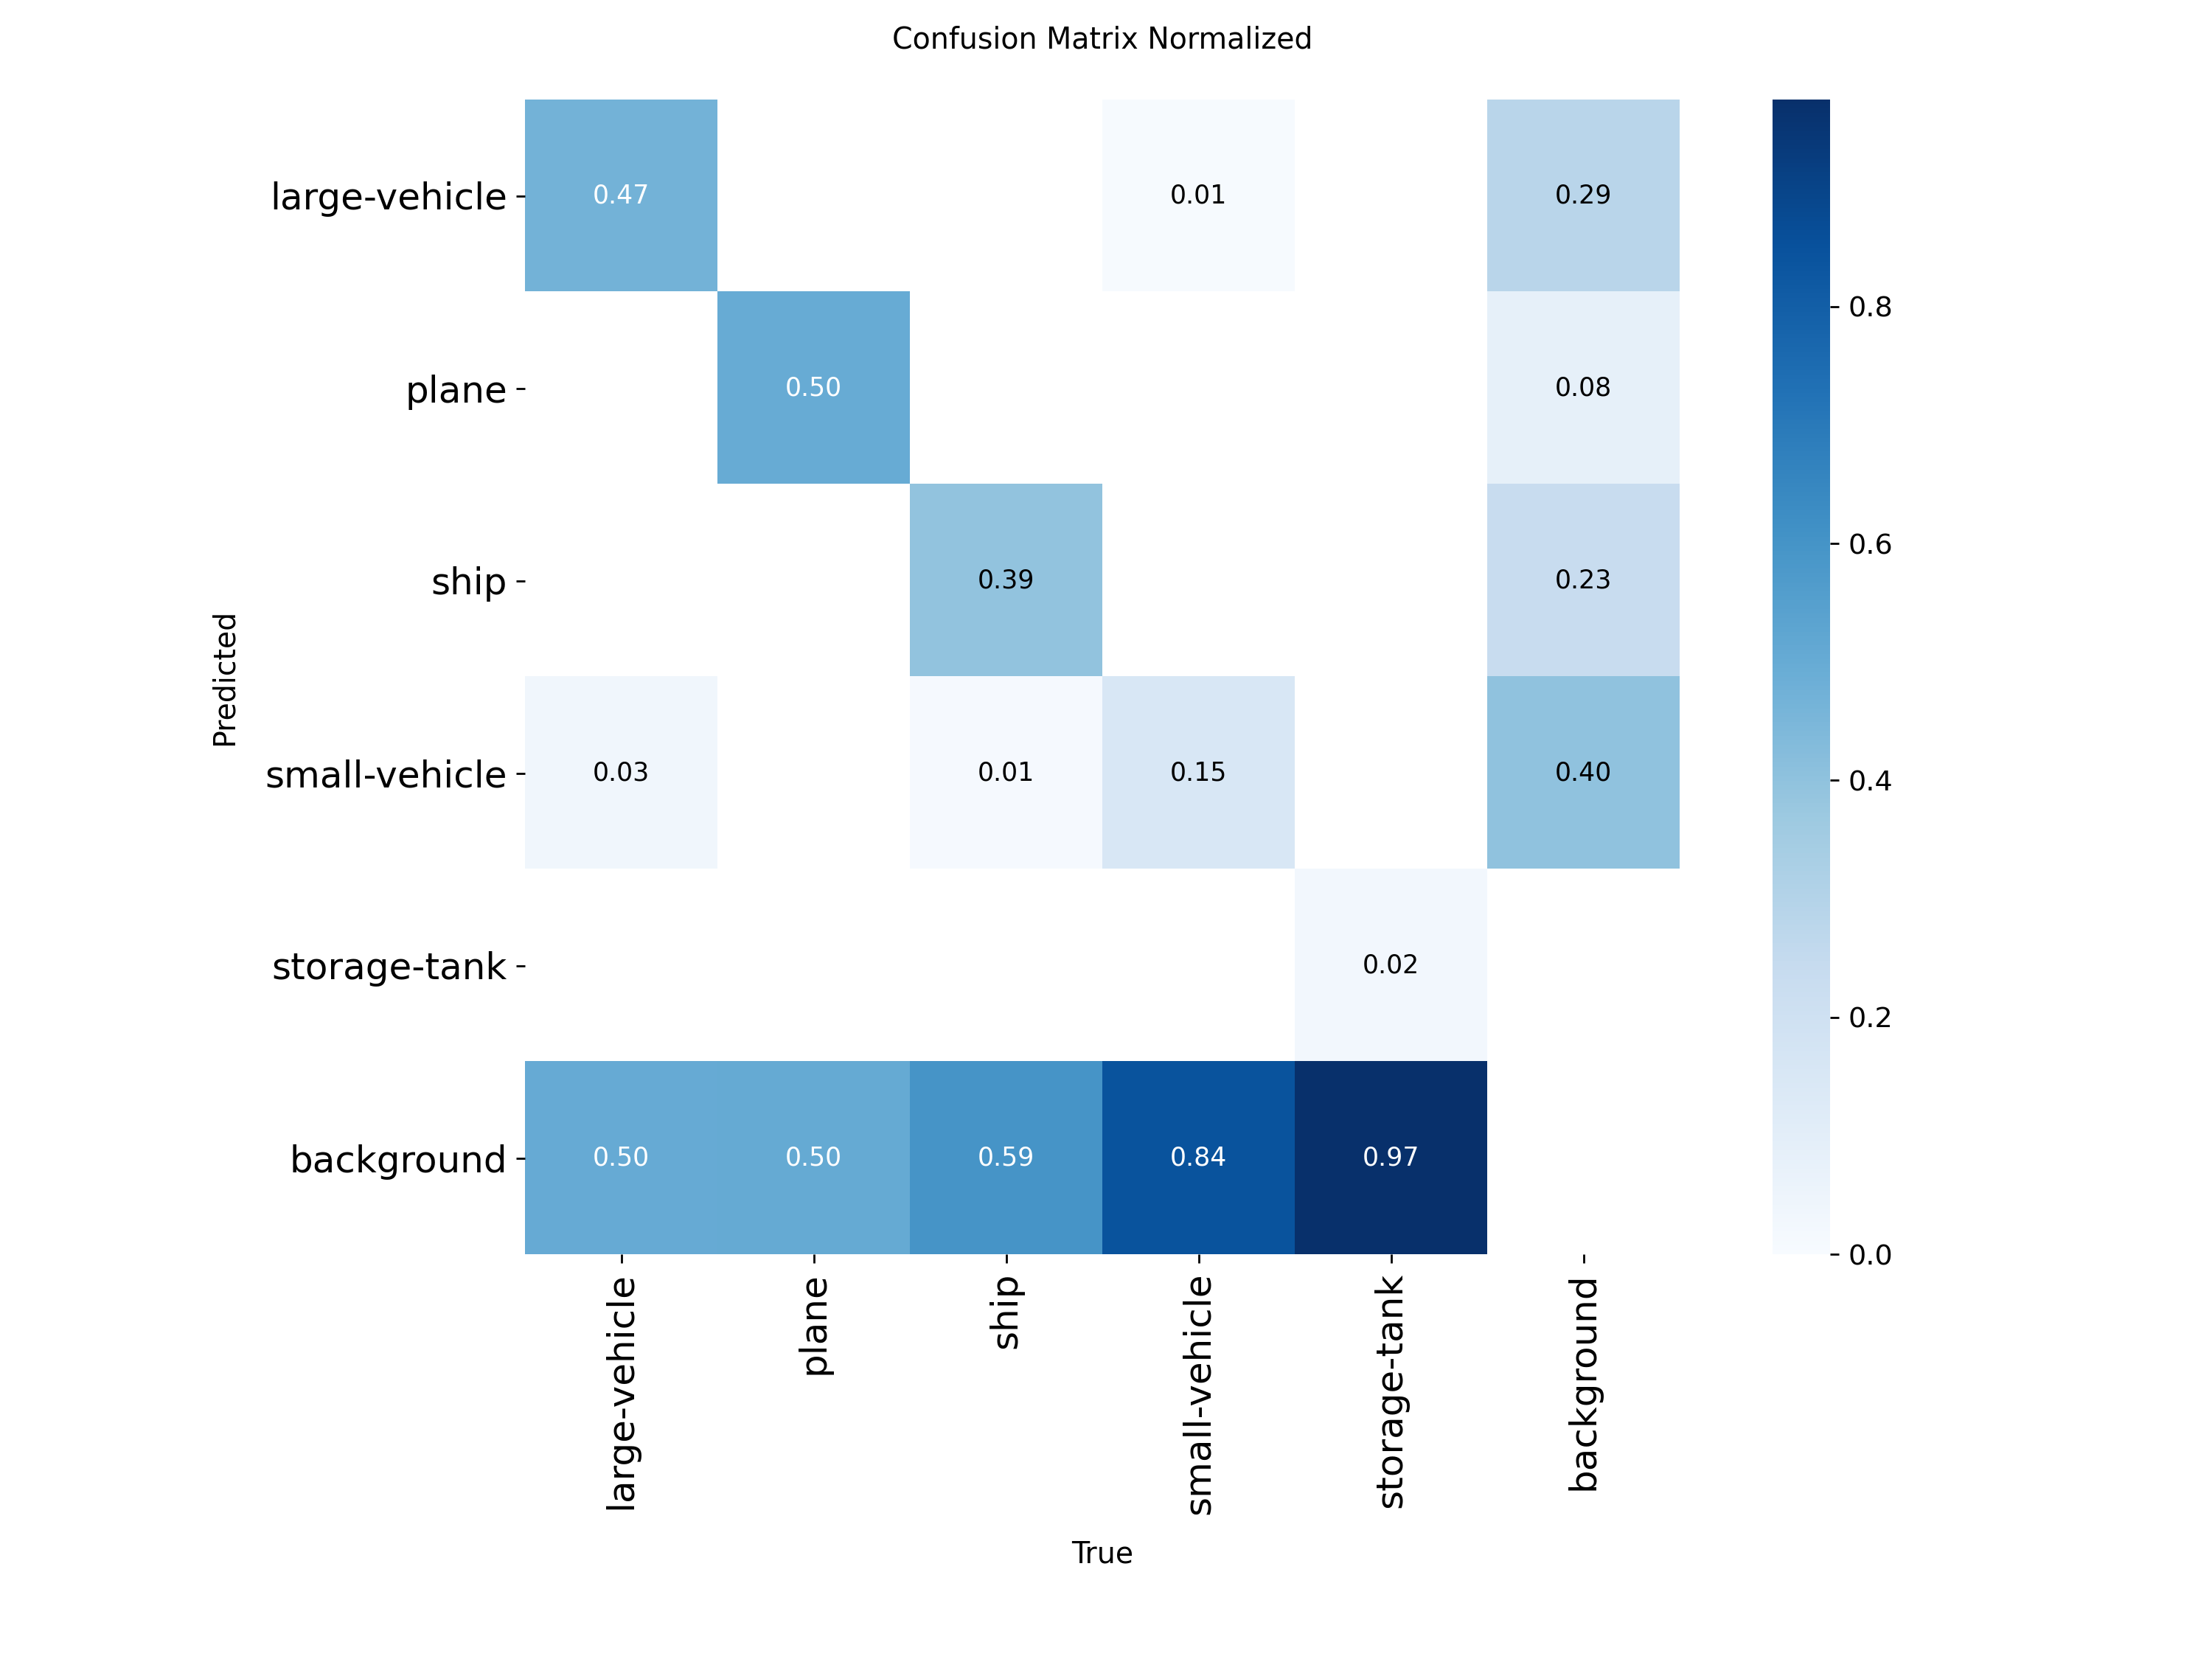 Confusion Matrix Normalized
large-vehicle 0.47 0.01 0.29
plane 0.50 0.08
ship 0.39 0.23
small-vehicle 0.03 0.01 0.15 0.40
storage-tank 0.02
background 0.50 0.50 0.59 0.84 0.97
Predicted
large-vehicle
plane
ship
small-vehicle
storage-tank
background
True
0.8
0.6
0.4
0.2
0.0